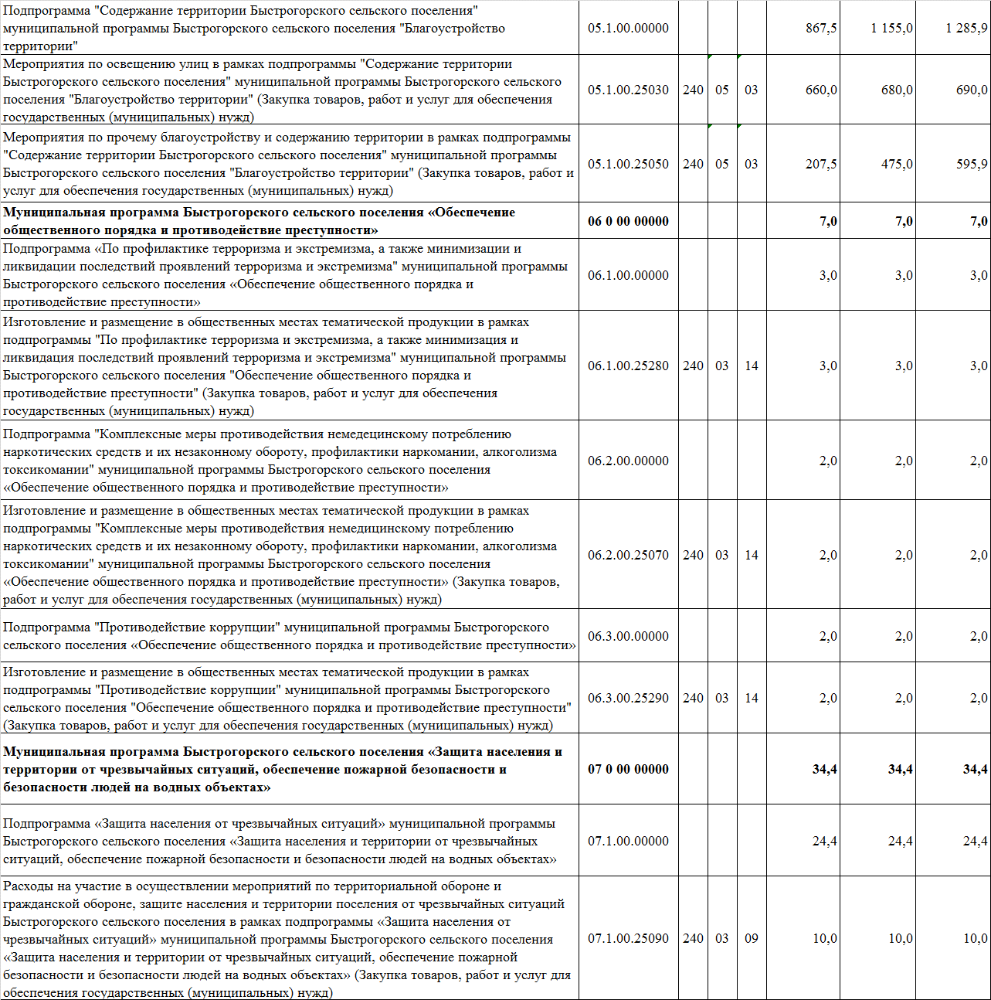 Подпрограмма "Содержание территории Быстрогорского сельского поселения"
муниципальной программы Быстрогорского сельского поселения "Благоустройство
территории"
05.1.00.00000 867,5 1 155,0 1 285,9
Мероприятия по освещению улиц в рамках подпрограммы "Содержание территории
Быстрогорского сельского поселения" муниципальной программы Быстрогорского сельского
поселения "Благоустройство территории" (Закупка товаров, работ и услуг для обеспечения
государственных (муниципальных) нужд)
05.1.00.25030 240 05 03 660,0 680,0 690,0
Мероприятия по прочему благоустройству и содержанию территории в рамках подпрограммы
"Содержание территории Быстрогорского сельского поселения" муниципальной программы
Быстрогорского сельского поселения "Благоустройство территории" (Закупка товаров, работ и
услуг для обеспечения государственных (муниципальных) нужд)
05.1.00.25050 240 05 03 207,5 475,0 595,9
Муниципальная программа Быстрогорского сельского поселения «Обеспечение
общественного порядка и противодействие преступности»
06 0 00 00000 7,0 7,0 7,0
Подпрограмма «По профилактике терроризма и экстремизма, а также минимизации и
ликвидации последствий проявлений терроризма и экстремизма" муниципальной программы
Быстрогорского сельского поселения «Обеспечение общественного порядка и
противодействие преступности»
06.1.00.00000 3,0 3,0 3,0
Изготовление и размещение в общественных местах тематической продукции в рамках
подпрограммы "По профилактике терроризма и экстремизма, а также минимизация и
ликвидация последствий проявлений терроризма и экстремизма" муниципальной программы
Быстрогорского сельского поселения "Обеспечение общественного порядка и
противодействие преступности" (Закупка товаров, работ и услуг для обеспечения
государственных (муниципальных) нужд)
06.1.00.25280 240 03 14 3,0 3,0 3,0
Подпрограмма "Комплексные меры противодействия немедецинскому потреблению
наркотических средств и их незаконному обороту, профилактики наркомании, алкоголизма
токсикомании" муниципальной программы Быстрогорского сельского поселения
«Обеспечение общественного порядка и противодействие преступности»
06.2.00.00000 2,0 2,0 2,0
Изготовление и размещение в общественных местах тематической продукции в рамках
подпрограммы "Комплексные меры противодействия немедицинскому потреблению
наркотических средств и их незаконному обороту, профилактики наркомании, алкоголизма
токсикомании" муниципальной программы Быстрогорского сельского поселения
«Обеспечение общественного порядка и противодействие преступности» (Закупка товаров,
работ и услуг для обеспечения государственных (муниципальных) нужд)
06.2.00.25070 240 03 14 2,0 2,0 2,0
Подпрограмма "Противодействие коррупции" муниципальной программы Быстрогорского
сельского поселения «Обеспечение общественного порядка и противодействие преступности»
06.3.00.00000 2,0 2,0 2,0
Изготовление и размещение в общественных местах тематической продукции в рамках
подпрограммы "Противодействие коррупции" муниципальной программы Быстрогорского
сельского поселения "Обеспечение общественного порядка и противодействие преступности"
(Закупка товаров, работ и услуг для обеспечения государственных (муниципальных) нужд)
06.3.00.25290 240 03 14 2,0 2,0 2,0
Муниципальная программа Быстрогорского сельского поселения «Защита населения и
территории от чрезвычайных ситуаций, обеспечение пожарной безопасности и
безопасности людей на водных объектах»
07 0 00 00000 34,4 34,4 34,4
Подпрограмма «Защита населения от чрезвычайных ситуаций» муниципальной программы
Быстрогорского сельского поселения «Защита населения и территории от чрезвычайных
ситуаций, обеспечение пожарной безопасности и безопасности людей на водных объектах»
07.1.00.00000 24,4 24,4 24,4
Расходы на участие в осуществлении мероприятий по территориальной обороне и
гражданской обороне, защите населения и территории поселения от чрезвычайных ситуаций
Быстрогорского сельского поселения в рамках подпрограммы «Защита населения от
чрезвычайных ситуаций» муниципальной программы Быстрогорского сельского поселения
«Защита населения и территории от чрезвычайных ситуаций, обеспечение пожарной
безопасности и безопасности людей на водных объектах» (Закупка товаров, работ и услуг для
обеспечения государственных (муниципальных) нужд)
07.1.00.25090 240 03 09 10,0 10,0 10,0